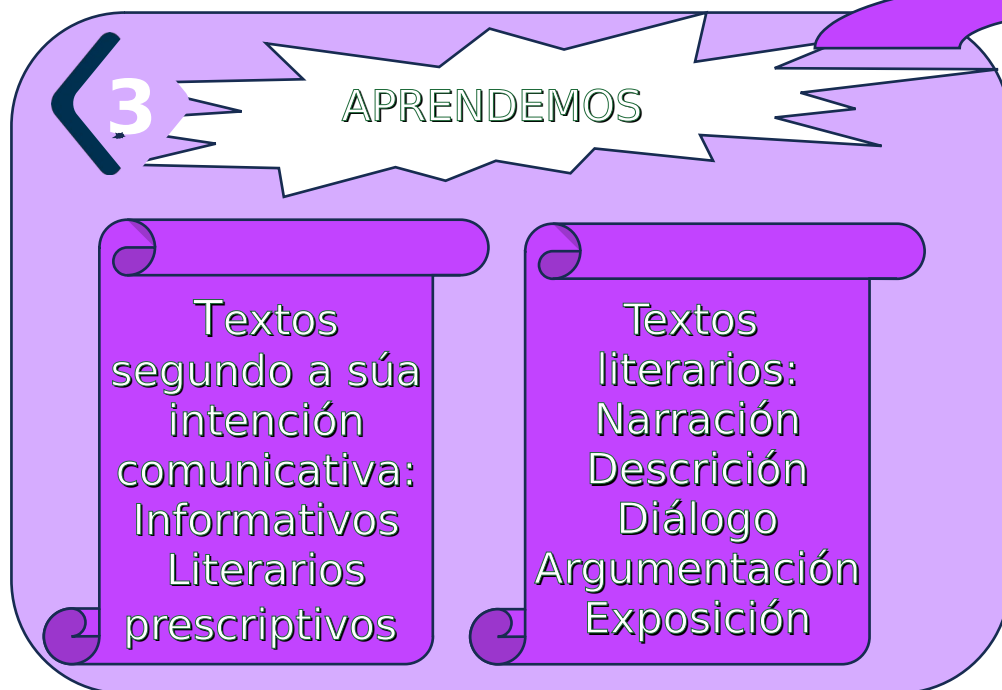 3
APRENDEMOS
Textos
segundo a súa
intención
comunicativa:
Informativos
Literarios
prescriptivos
Textos
literarios:
Narración
Descrición
Diálogo
Argumentación
Exposición